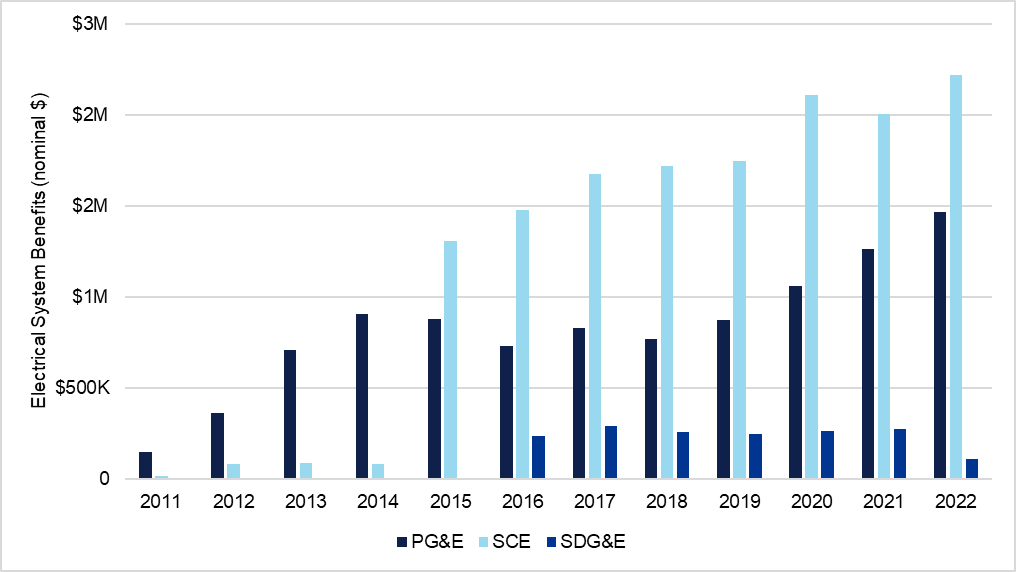 $3M
$2M
$2M
$1M
$500K
0
Electrical System Benefits (nominal $)
2011 2012 2013 2014 2015 2016 2017 2018 2019 2020 2021 2022
PG&E SCE SDG&E